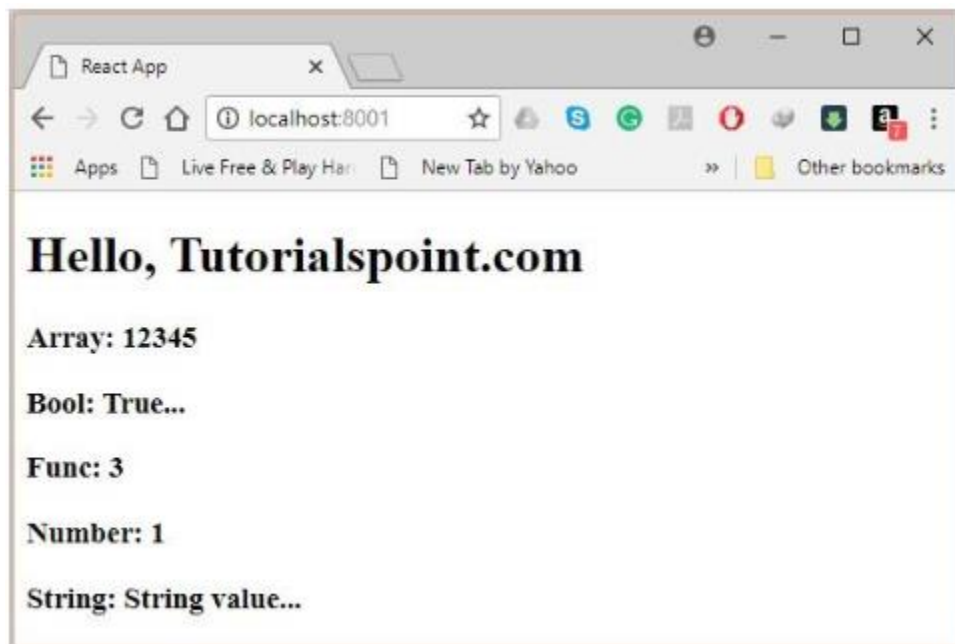 React App
localhost:8001
Apps Live Free & Play Har New Tab by Yahoo » Other bookmarks
Hello, Tutorialspoint.com
Array: 12345
Bool: True...
Func: 3
Number: 1
String: String value...